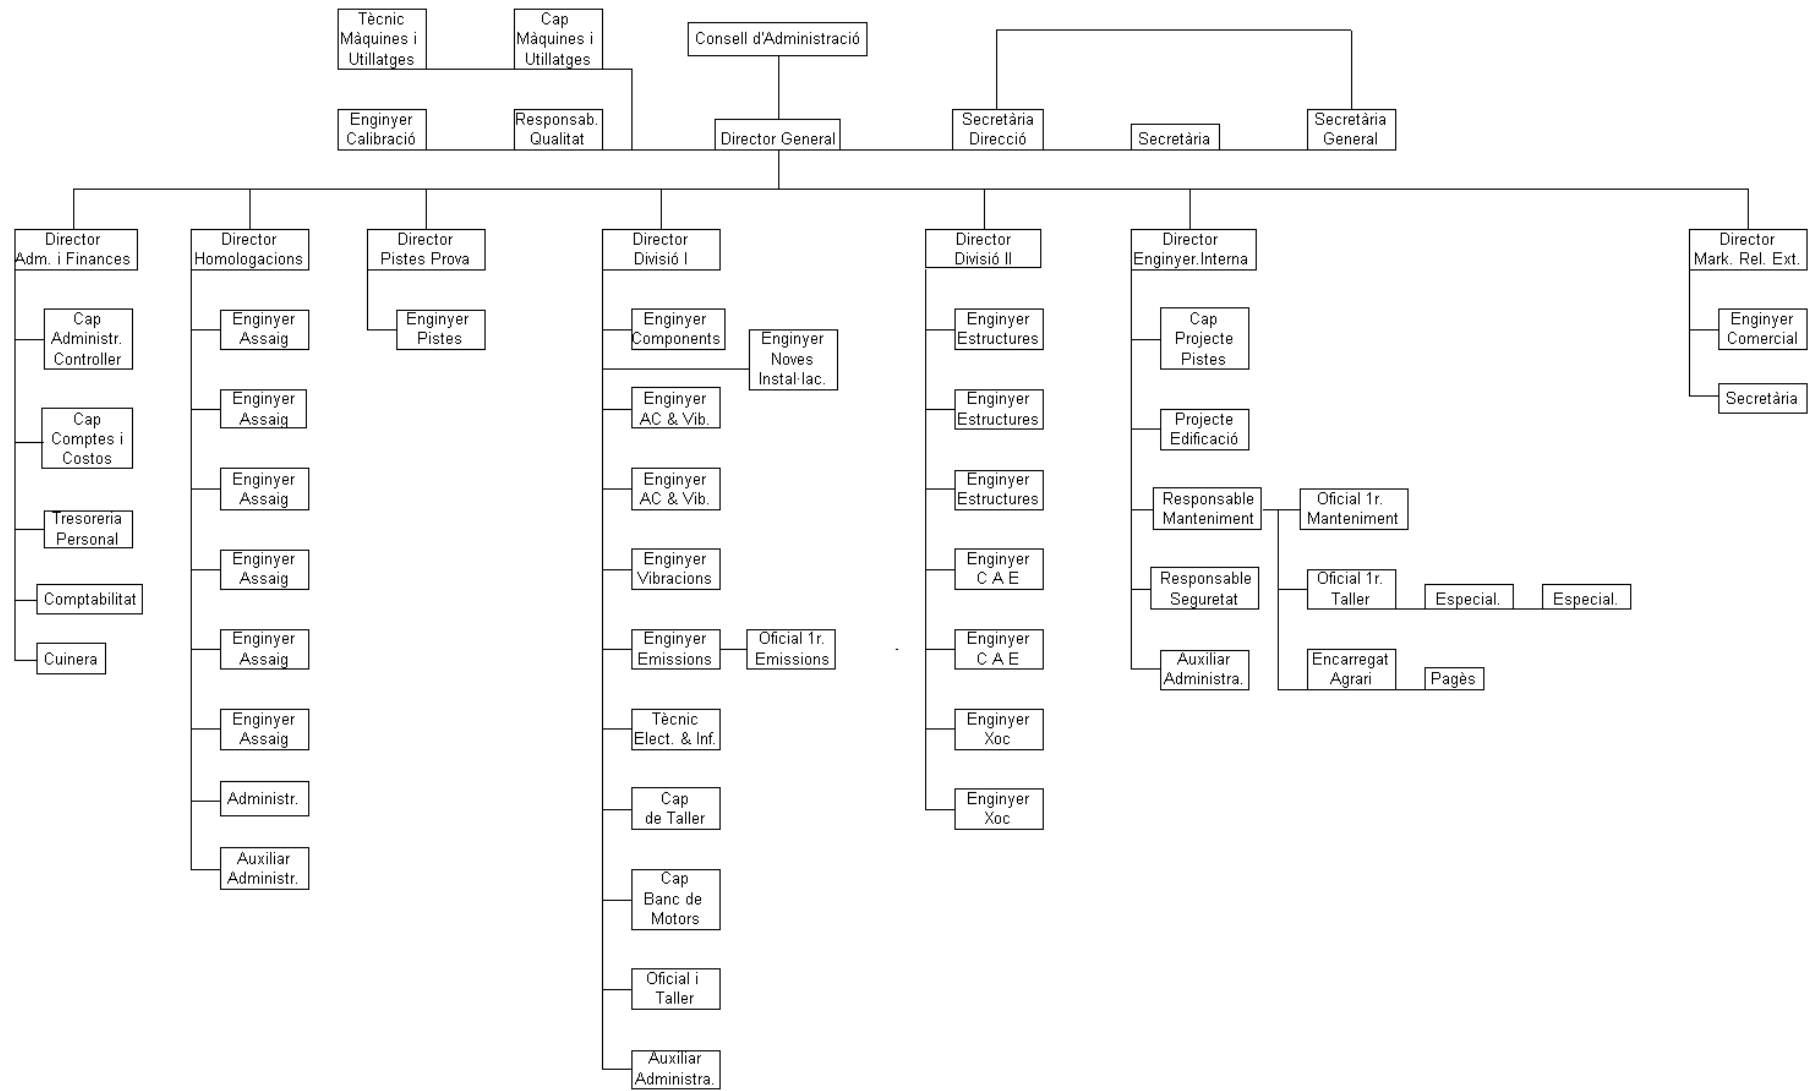 Tècnic
Màquines i
Utillatges
Cap
Màquines i
Utillatges
Consell d'Administració
Enginyer
Calibració
Responsab.
Qualitat
Director General
Secretària
Direcció
Secretària
Secretària
General
Director
Adm. i Finances
Director
Homologacions
Director
Pistes Prova
Director
Divisió I
Director
Divisió II
Director
Enginyer.Interna
Director
Mark. Rel. Ext.
Cap
Administr.
Controller
Cap
Comptes i
Costos
Tresoreria
Personal
Comptabilitat
Cuinera
Enginyer
Assaig
Enginyer
Assaig
Enginyer
Assaig
Enginyer
Assaig
Enginyer
Assaig
Enginyer
Assaig
Administr.
Auxiliar
Administr.
Enginyer
Pistes
Enginyer
Components
Enginyer
Noves
Instal·lac.
Enginyer
AC & Vib.
Enginyer
AC & Vib.
Enginyer
Vibracions
Enginyer
Emissions
Oficial 1r.
Emissions
Tècnic
Elect. & Inf.
Cap
de Taller
Cap
Banc de
Motors
Oficial i
Taller
Auxiliar
Administra.
Enginyer
Estructures
Enginyer
Estructures
Enginyer
Estructures
Enginyer
C A E
Enginyer
C A E
Enginyer
Xoc
Enginyer
Xoc
Cap
Projecte
Pistes
Projecte
Edificació
Responsable
Manteniment
Oficial 1r.
Manteniment
Responsable
Seguretat
Oficial 1r.
Taller
Especial.
Especial.
Auxiliar
Administra.
Encarregat
Agrari
Pagès
Enginyer
Comercial
Secretària